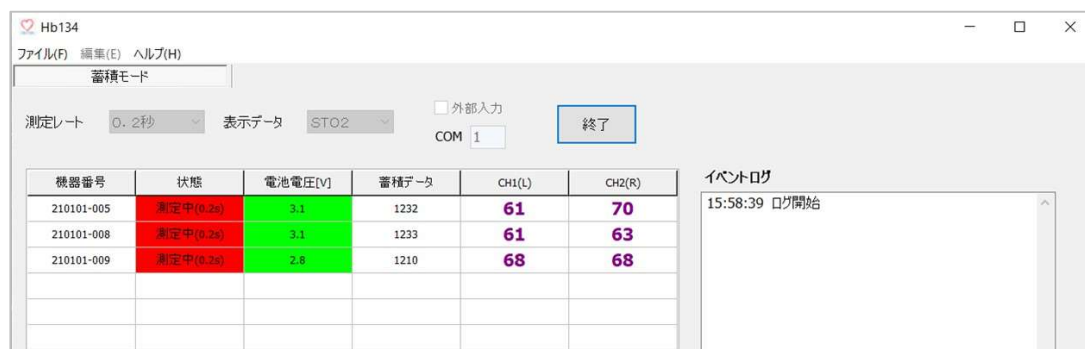 Hb134
ファイル(F) 編集(E) ヘルプ(H)
蓄積モード
測定レート 0.2秒 表示データ STO2 外部入力 COM 1 終了
機器番号 状態 電池電圧[V] 蓄積データ CH1(L) CH2(R)
210101-005 測定中(0.2s) 3.1 1232 61 70
210101-008 測定中(0.2s) 3.1 1233 61 63
210101-009 測定中(0.2s) 2.8 1210 68 68
イベントログ
15:58:39 ログ開始